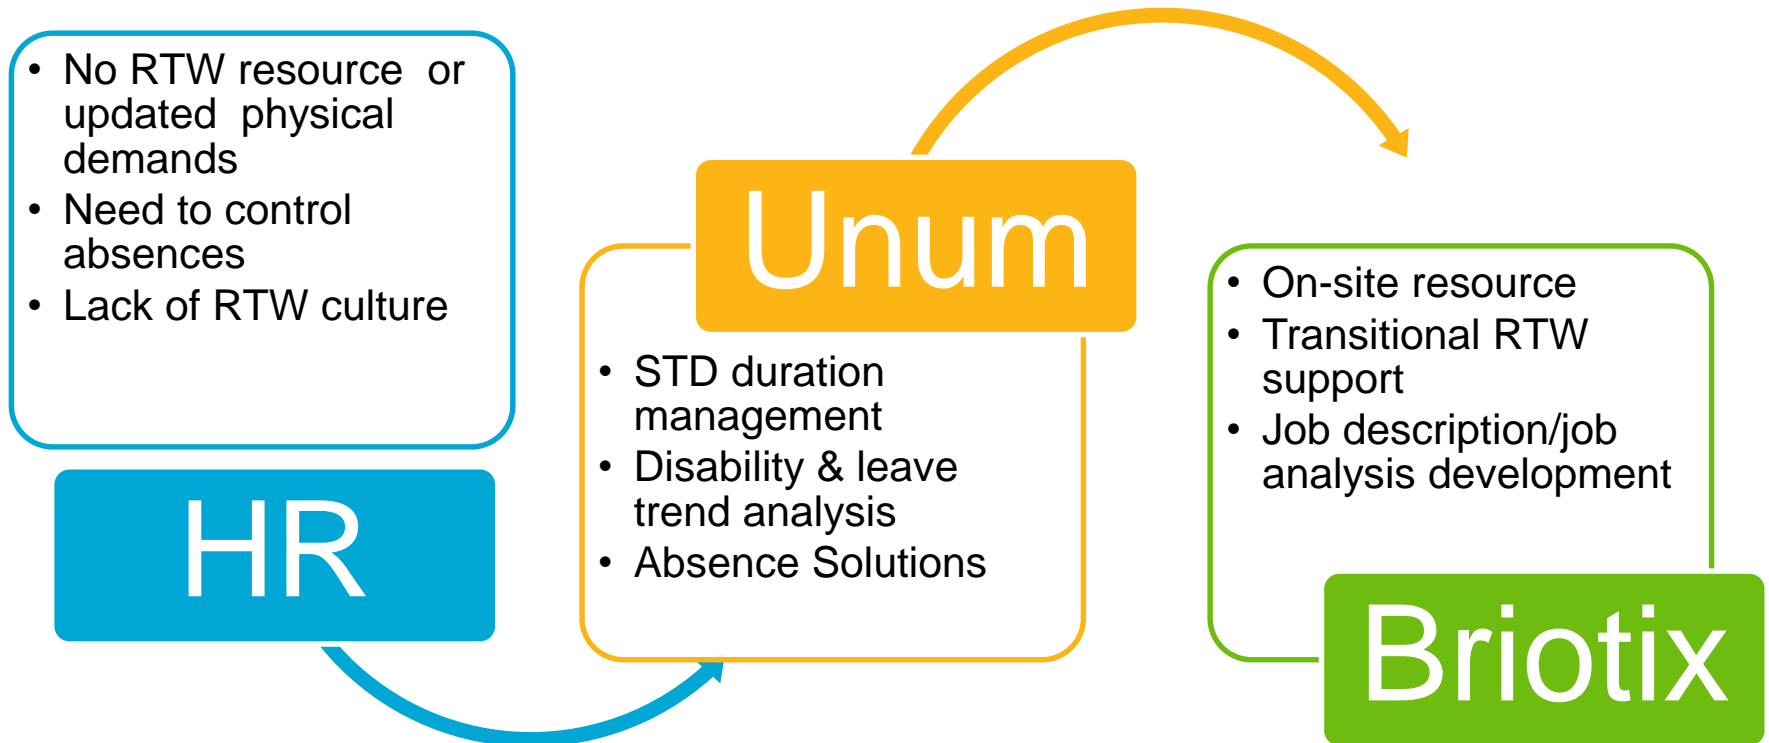 • No RTW resource or
updated physical
demands
• Need to control
absences
• Lack of RTW culture
HR
Unum
• STD duration
management
• Disability & leave
trend analysis
• Absence Solutions
• On-site resource
• Transitional RTW
support
• Job description/job
analysis development
Briotix